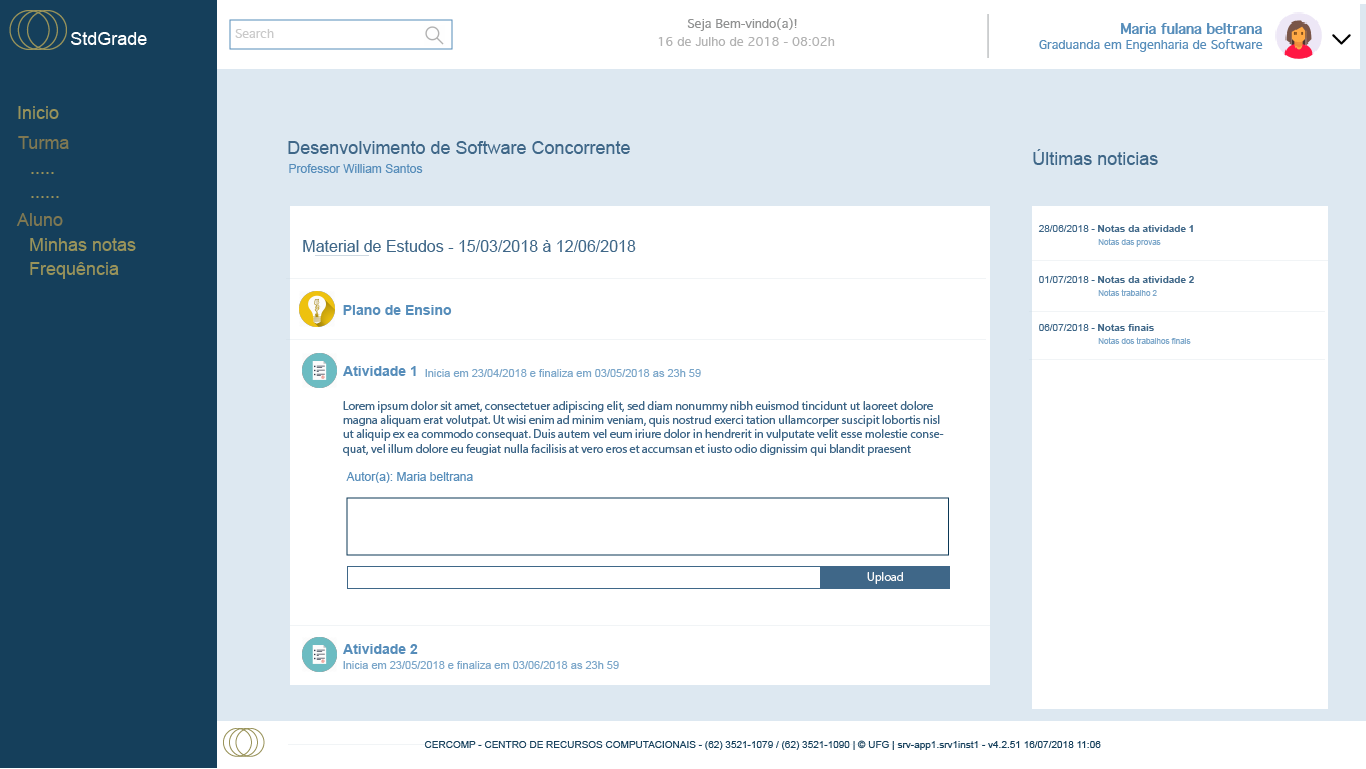 StdGrade
Inicio
Turma
.....
......
Aluno
Minhas notas
Frequência
Search
Seja Bem-vindo(a)!
16 de Julho de 2018 - 08:02h
Maria fulana beltrana
Graduanda em Engenharia de Software
Desenvolvimento de Software Concorrente
Professor William Santos
Material de Estudos - 15/03/2018 à 12/06/2018
Plano de Ensino
Atividade 1 Inicia em 23/04/2018 e finaliza em 03/05/2018 as 23h 59
Lorem ipsum dolor sit amet, consectetuer adipiscing elit, sed diam nonummy nibh euismod tincidunt ut laoreet dolore
magna aliquam erat volutpat. Ut wisi enim ad minim veniam, quis nostrud exerci tation ullamcorper suscipit lobortis nisl
ut aliquip ex ea commodo consequat. Duis autem vel eum iriure dolor in hendrerit in vulputate velit esse molestie conse-
quat, vel illum dolore eu feugiat nulla facilisis at vero eros et accumsan et iusto odio dignissim qui blandit praesent
Autor(a): Maria beltrana
Upload
Atividade 2
Inicia em 23/05/2018 e finaliza em 03/06/2018 as 23h 59
Últimas noticias
28/06/2018 - Notas da atividade 1
Notas das provas
01/07/2018 - Notas da atividade 2
Notas trabalho 2
06/07/2018 - Notas finais
Notas dos trabalhos finais
CERCOMP - CENTRO DE RECURSOS COMPUTACIONAIS - (62) 3521-1079 / (62) 3521-1090 | © UFG | srv-app1.srv1inst1 - v4.2.51 16/07/2018 11:06